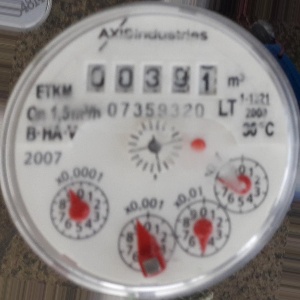 AXISindustries
00391 m³
ETKM
Qn 1,5m³/h 07359320 LT
2007
B-H A-V 30°C
2007
x0,0001
x0,001
x0,01